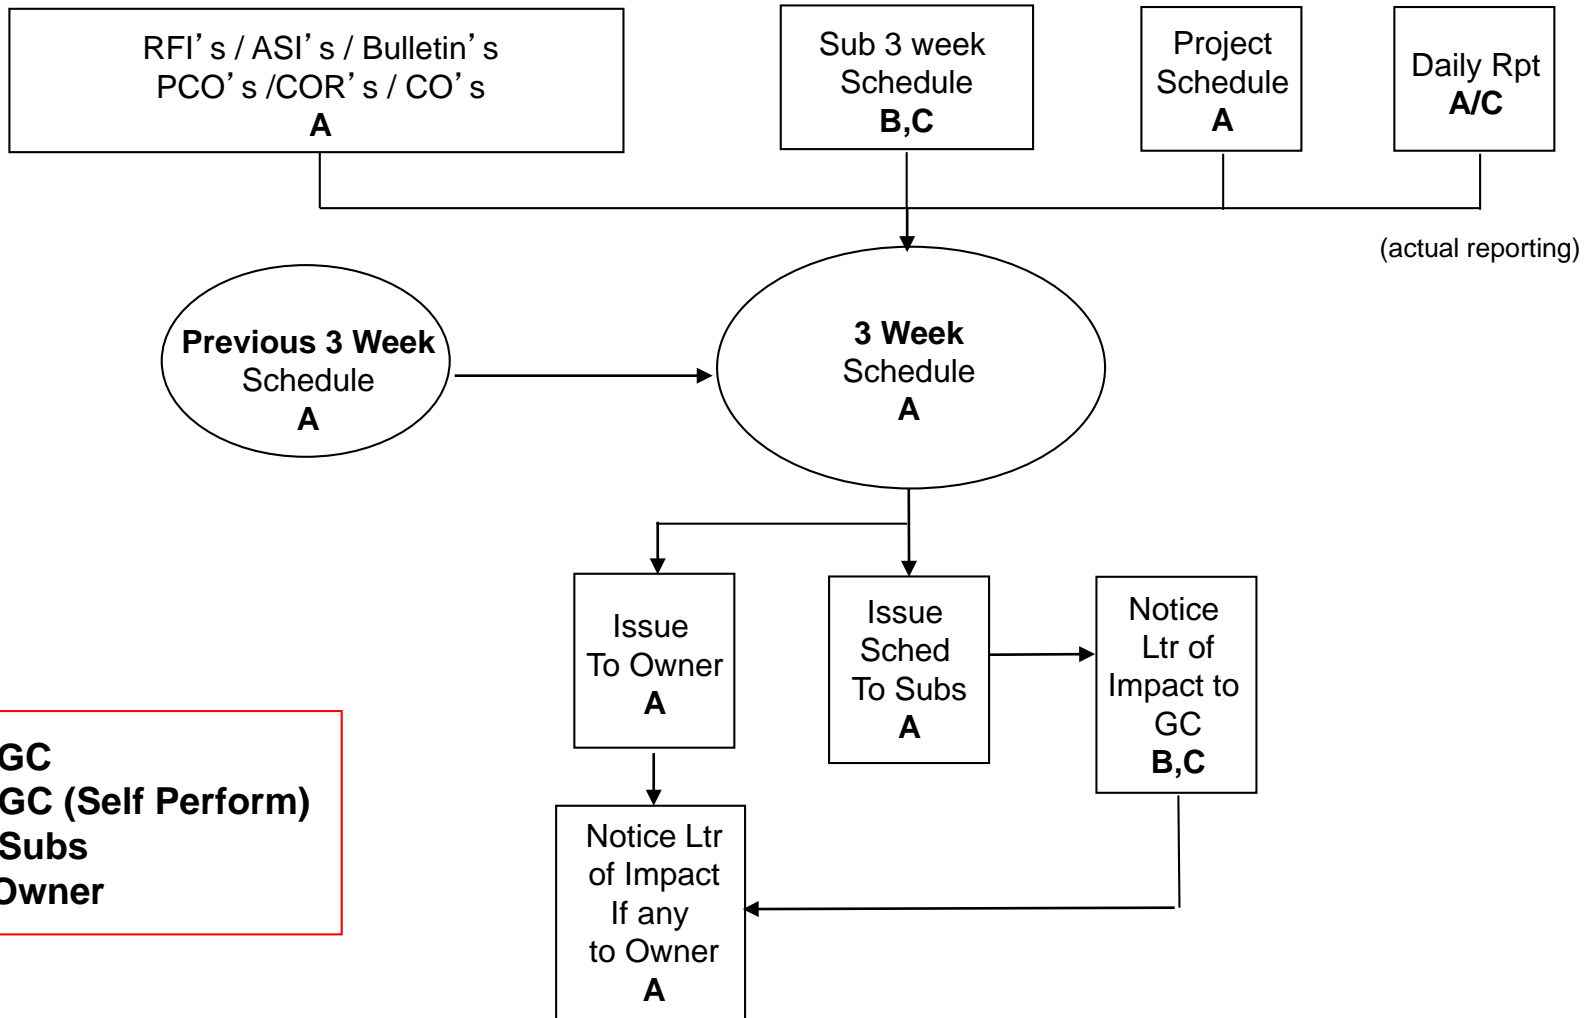 RFI’s / ASI’s / Bulletin’s
PCO’s /COR’s / CO’s
A
Sub 3 week
Schedule
B,C
Project
Schedule
A
Daily Rpt
A/C
(actual reporting)
Previous 3 Week
Schedule
A
3 Week
Schedule
A
Issue
To Owner
A
Issue
Sched
To Subs
A
Notice
Ltr of
Impact to
GC
B,C
GC
GC (Self Perform)
Subs
Owner
Notice Ltr
of Impact
If any
to Owner
A